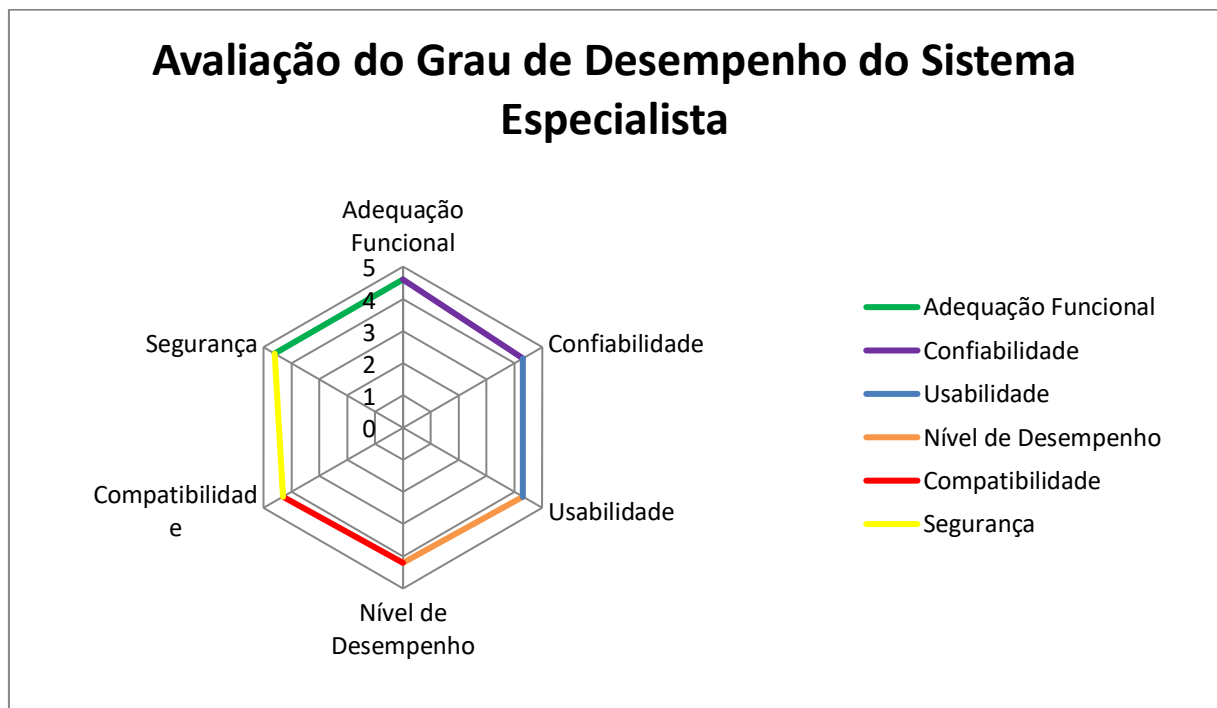 Avaliação do Grau de Desempenho do Sistema
Especialista
Adequação
Funcional
5
4
3
2
1
0
Segurança
Confiabilidade
Compatibilidad
e
Usabilidade
Nível de
Desempenho
Adequação Funcional
Confiabilidade
Usabilidade
Nível de Desempenho
Compatibilidade
Segurança